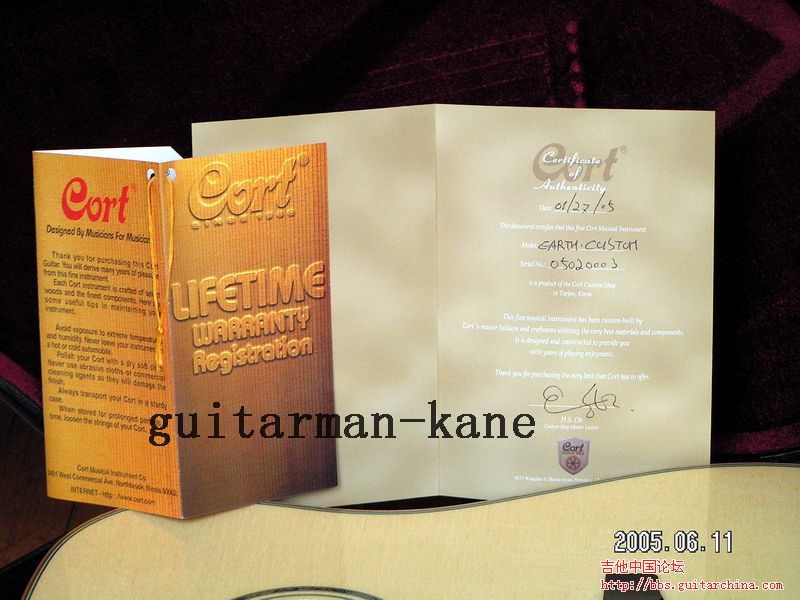 Cort®
Designed By Musicians For Musicians
Thank you for purchasing this Cort
Guitar. You will derive many years of pleasure
from this fine instrument.
Each Cort instrument is crafted of select
woods and the finest components. Here
some useful tips in maintaining your
instrument.
Avoid exposure to extreme temperature
and humidity. Never leave your instrument
a hot or cold automobile.
Polish your Cort with a dry soft
Never use abrasive cloths or commercial
cleaning agents as they will damage the
finish.
Always transport your Cort in a sturdy
case.
When stored for prolonged
time, loosen the strings of your Cort.
Cort Musical Instrument Co.
3451 West Commercial Ave. Northbrook, Illinois 60062
INTERNET - http://www.cort.com
Cort®
SINCE 1960
LIFETIME
WARRANTY
Registration
Cort®
Certificate
of
Authenticity
Date: 01/27/05
This document certifies that this fine Cort Musical Instrument
Model: EARTH-CUSTOM
Serial No.: 05020003
is a product of the Cort Custom Shop
in Taejon, Korea
This fine musical instrument has been custom-built by
Cort's master luthiers and craftsmen utilizing the very best materials and components.
It is designed and constructed to provide you
with years of playing enjoyment.
Thank you for purchasing the very best that Cort has to offer.
H.S. Oh
Custom Shop Master Luthier
Cort
guitarman-kane
2005.06.11
吉他中国论坛
http://bbs.guitarchina.com